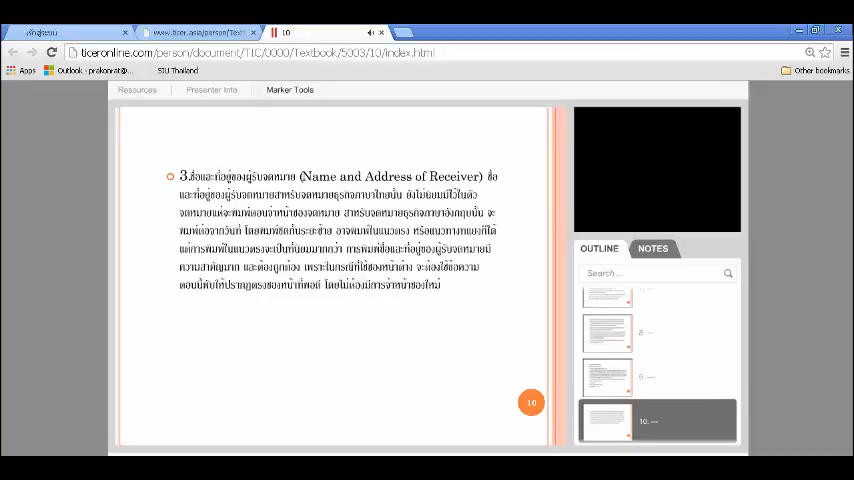 เข้าสู่ระบบ
www.ticer.asia/person/Text
10
ticeronline.com/person/document/TIC/0000/Textbook/5003/10/index.html
Apps
Outlook - prakonrat@...
SIU Thailand
Other bookmarks
Resources
Presenter Info
Marker Tools
3.ชื่อและที่อยู่ของผู้รับจดหมาย (Name and Address of Receiver) ชื่อ
และที่อยู่ของผู้รับจดหมายสำหรับจดหมายธุรกิจภาษาไทยนั้น ยังไม่นิยมมีไว้ในตัว
จดหมายแต่จะพิมพ์ตอนจ่าหน้าซองจดหมาย สำหรับจดหมายธุรกิจภาษาอังกฤษนั้น จะ
พิมพ์ต่อจากวันที่ โดยพิมพ์ชิดกั้นระยะซ้าย อาจพิมพ์ในแนวตรง หรือแนวทางทแยงก็ได้
แต่การพิมพ์ในแนวตรงจะเป็นที่นิยมมากกว่า การพิมพ์ชื่อและที่อยู่ของผู้รับจดหมายมี
ความสำคัญมาก และต้องถูกต้อง เพราะในกรณีที่ใช้ซองหน้าต่าง จะต้องใช้ข้อความ
ตอนนี้พับให้ปรากฏตรงซองหน้าที่พอดี โดยไม่ต้องมีการจ่าหน้าซองใหม่
10
OUTLINE
NOTES
Search...
8. —
9. —
10. —